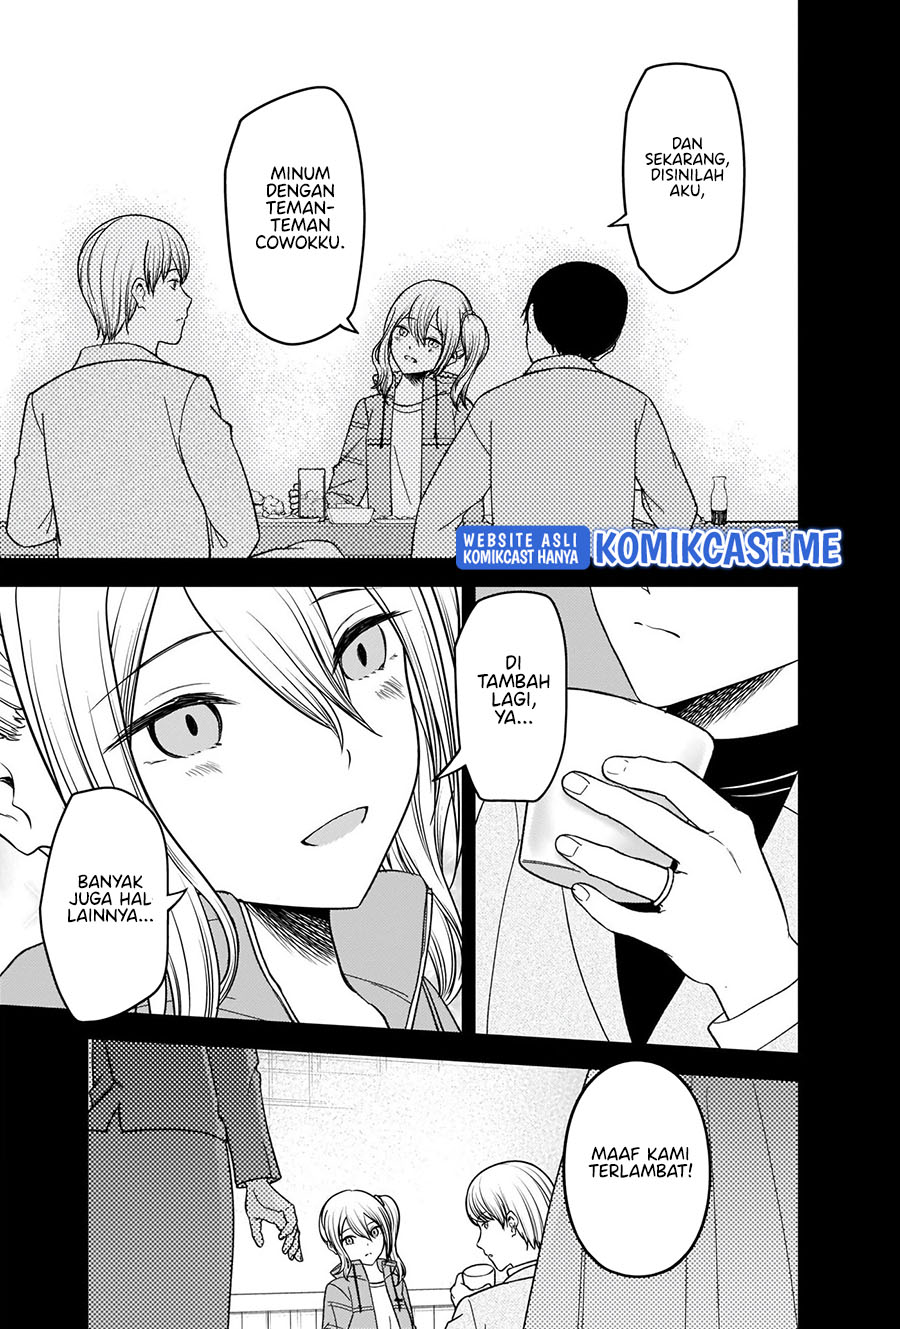 DAN
SEKARANG,
DISINILAH
AKU,
MINUM
DENGAN
TEMAN-
TEMAN
COWOKKU.
WEBSITE ASLI
KOMIKCAST HANYA
KOMIKCAST.ME
DI
TAMBAH
LAGI,
YA...
BANYAK
JUGA HAL
LAINNYA...
MAAF KAMI
TERLAMBAT!